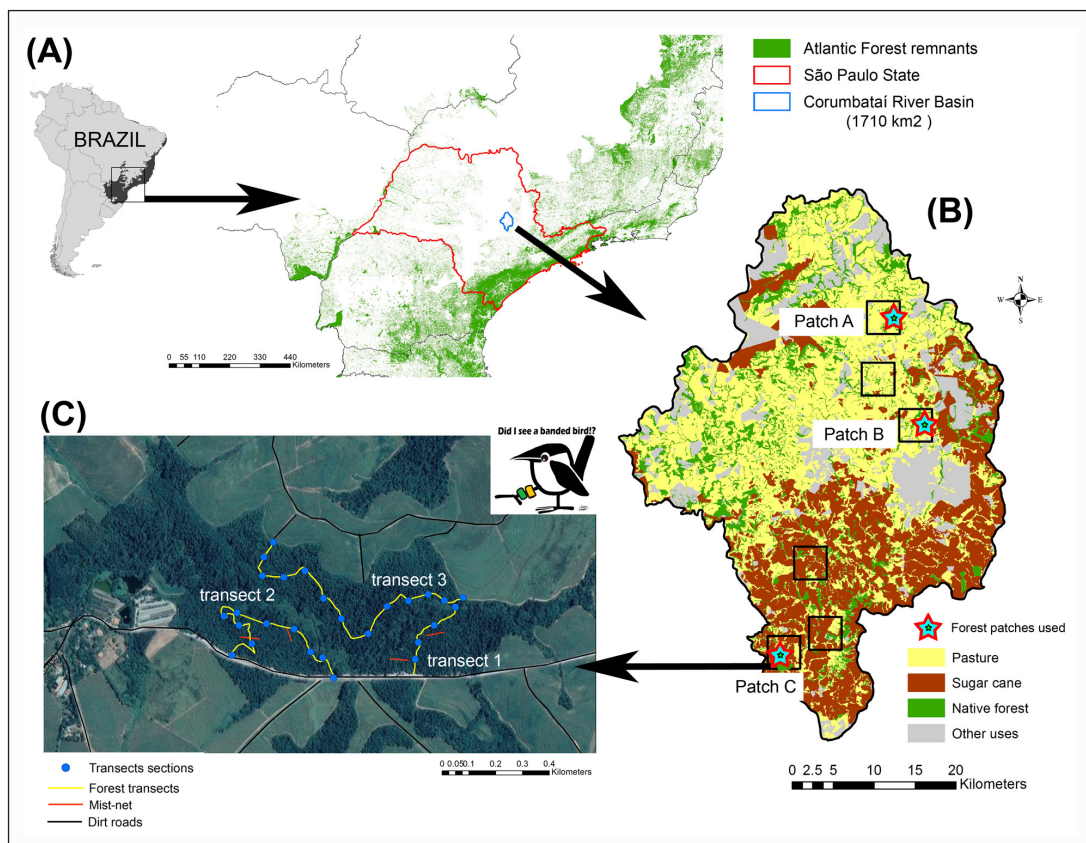 (A)
BRAZIL
Atlantic Forest remnants
São Paulo State
Corumbataí River Basin
(1710 km2 )
0 55 110 220 330 440
Kilometers
(B)
N
W E
S
Patch A
Patch B
Patch C
Forest patches used
Pasture
Sugar cane
Native forest
Other uses
0 2.5 5 10 15 20
Kilometers
(C)
Did I see a banded bird!?
transect 3
transect 2
transect 1
Transects sections
Forest transects
Mist-net
Dirt roads
0 0.05 0.1 0.2 0.3 0.4
Kilometers